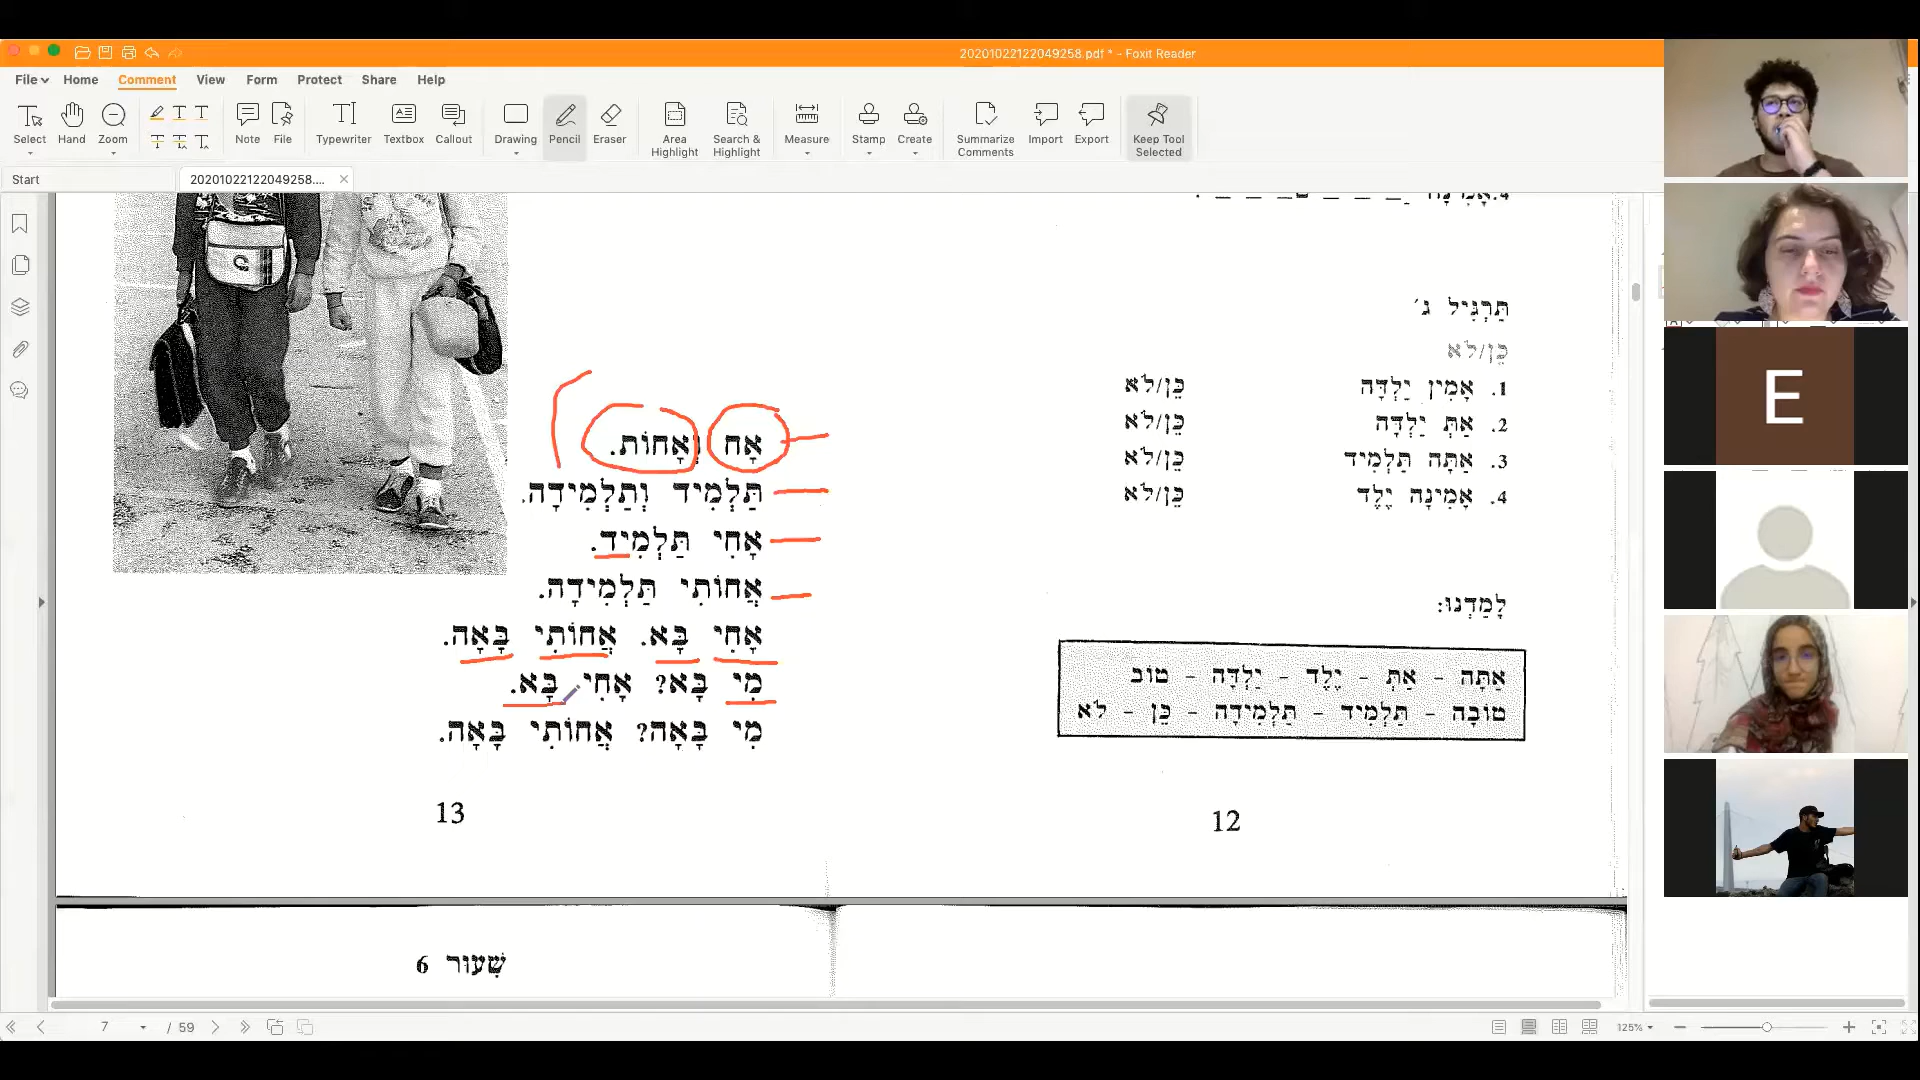 20201022122049258.pdf * - Foxit Reader
File Home Comment View Form Protect Share Help
Select Hand Zoom Note File Typewriter Textbox Callout Drawing Pencil Eraser Area Highlight Search & Highlight Measure Stamp Create Summarize Comments Import Export Keep Tool Selected
Start 20201022122049258....
תַּרְגִּיל ג׳
כֵּן/לֹא
1. אָמִין יַלְדָּה כֵּן/לֹא
2. אַתְּ יַלְדָּה כֵּן/לֹא
3. אַתָּה תַּלְמִיד כֵּן/לֹא
4. אָמִינָה יֶלֶד כֵּן/לֹא
לָמַדְנוּ:
אַתָּה – אַתְּ – יֶלֶד – יַלְדָּה – טוֹב
טוֹבָה – תַּלְמִיד – תַּלְמִידָה – כֵּן – לֹא
12
אָח וְאָחוֹת.
תַּלְמִיד וְתַלְמִידָה.
אָחִי תַּלְמִיד.
אֲחוֹתִי תַּלְמִידָה.
אָחִי בָּא. אֲחוֹתִי בָּאָה.
מִי בָּא? אָחִי בָּא.
מִי בָּאָה? אֲחוֹתִי בָּאָה.
13
שִׁעוּר 6
E
7 / 59
125%